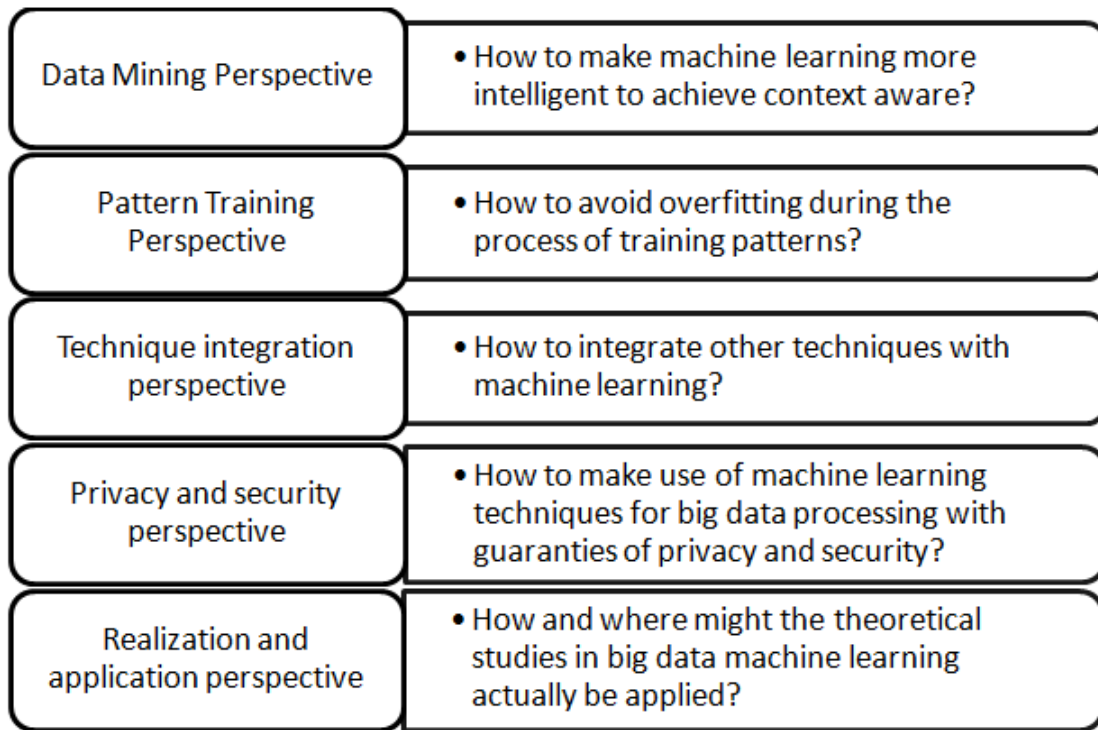 Data Mining Perspective
• How to make machine learning more
intelligent to achieve context aware?
Pattern Training
Perspective
• How to avoid overfitting during the
process of training patterns?
Technique integration
perspective
• How to integrate other techniques with
machine learning?
Privacy and security
perspective
• How to make use of machine learning
techniques for big data processing with
guaranties of privacy and security?
Realization and
application perspective
• How and where might the theoretical
studies in big data machine learning
actually be applied?